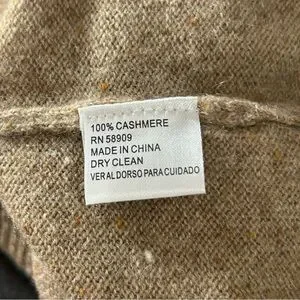 100% CASHMERE
RN 58909
MADE IN CHINA
DRY CLEAN
VER AL DORSO PARA CUIDADO